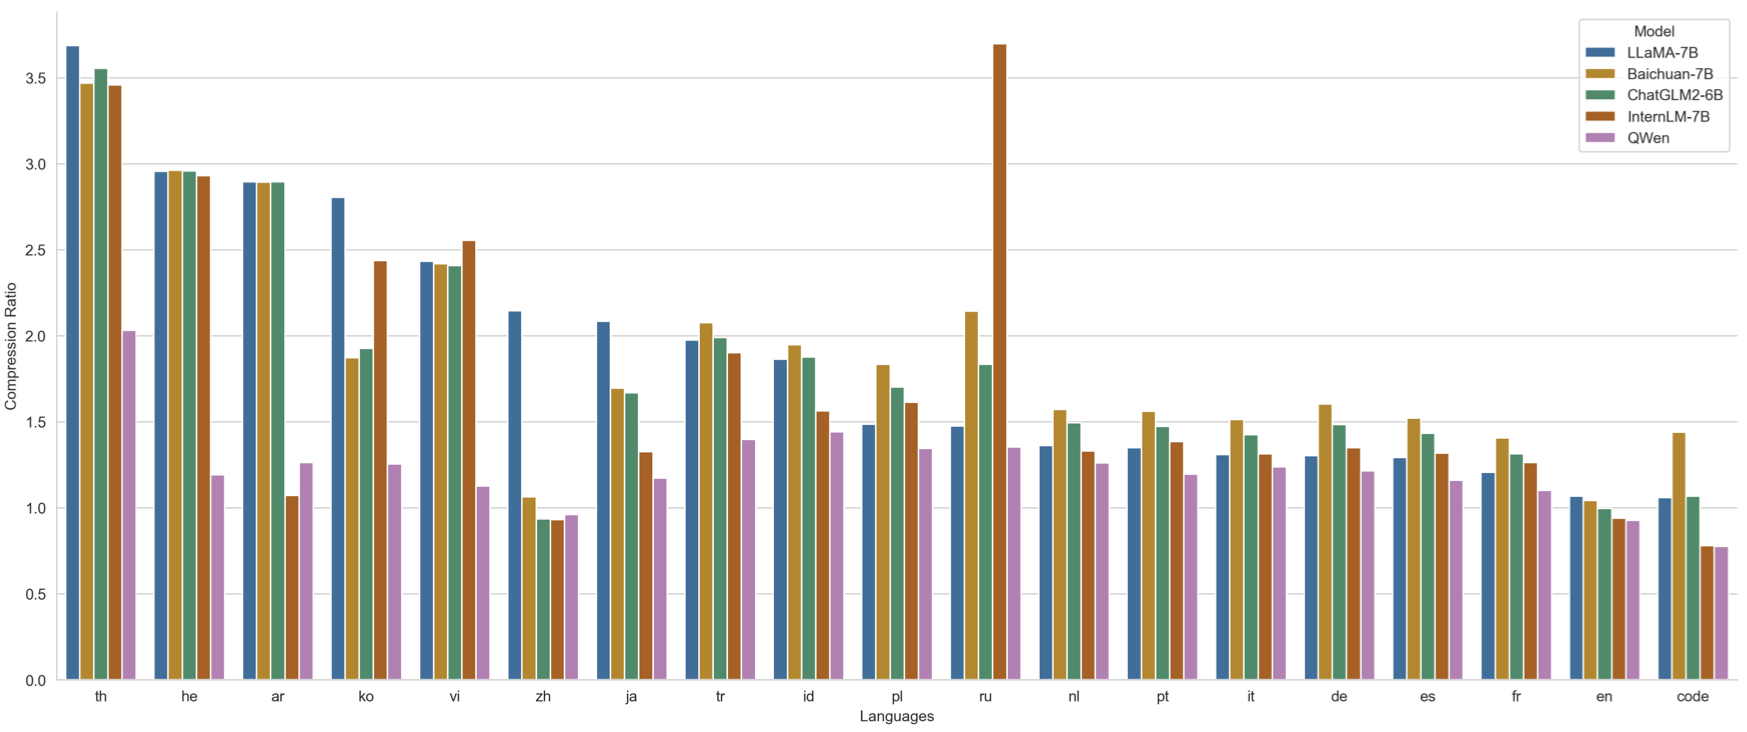 Model
LLaMA-7B
Baichuan-7B
ChatGLM2-6B
InternLM-7B
QWen
Compression Ratio
3.5
3.0
2.5
2.0
1.5
1.0
0.5
0.0
th he ar ko vi zh ja tr id pl ru nl pt it de es fr en code
Languages